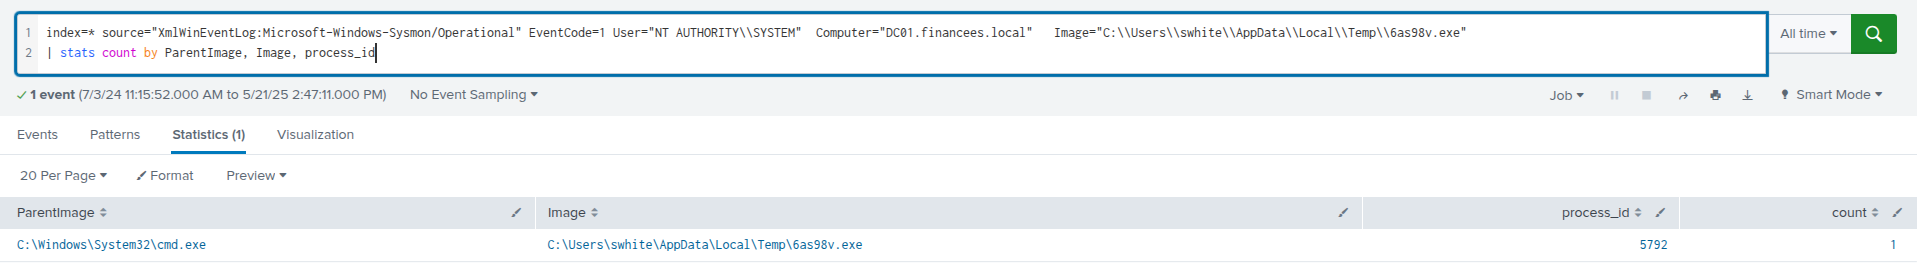 1 index=* source="XmlWinEventLog:Microsoft-Windows-Sysmon/Operational" EventCode=1 User="NT AUTHORITY\\SYSTEM"  Computer="DC01.financees.local"   Image="C:\\Users\\swhite\\AppData\\Local\\Temp\\6as98v.exe" All time
2 | stats count by ParentImage, Image, process_id
1 event (7/3/24 11:15:52.000 AM to 5/21/25 2:47:11.000 PM) No Event Sampling Job Smart Mode
Events Patterns Statistics (1) Visualization
20 Per Page Format Preview
ParentImage Image process_id count
C:\Windows\System32\cmd.exe C:\Users\swhite\AppData\Local\Temp\6as98v.exe 5792 1